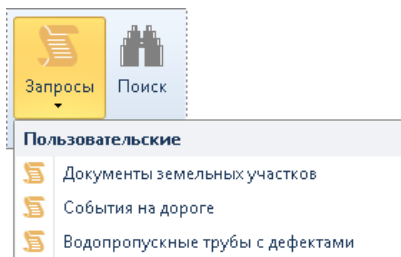 Запросы
Поиск
Пользовательские
Документы земельных участков
События на дороге
Водопропускные трубы с дефектами